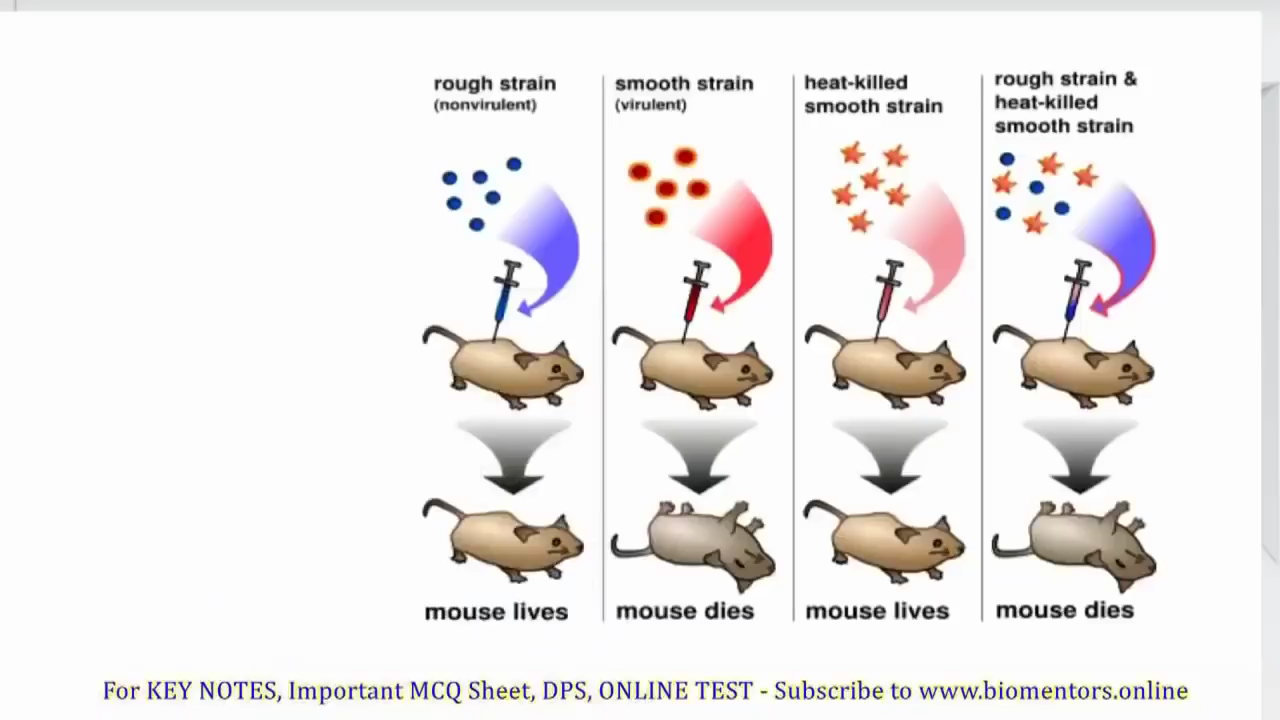 rough strain
(nonvirulent)
smooth strain
(virulent)
heat-killed
smooth strain
rough strain &
heat-killed
smooth strain
mouse lives
mouse dies
mouse lives
mouse dies
For KEY NOTES, Important MCQ Sheet, DPS, ONLINE TEST - Subscribe to www.biomentors.online